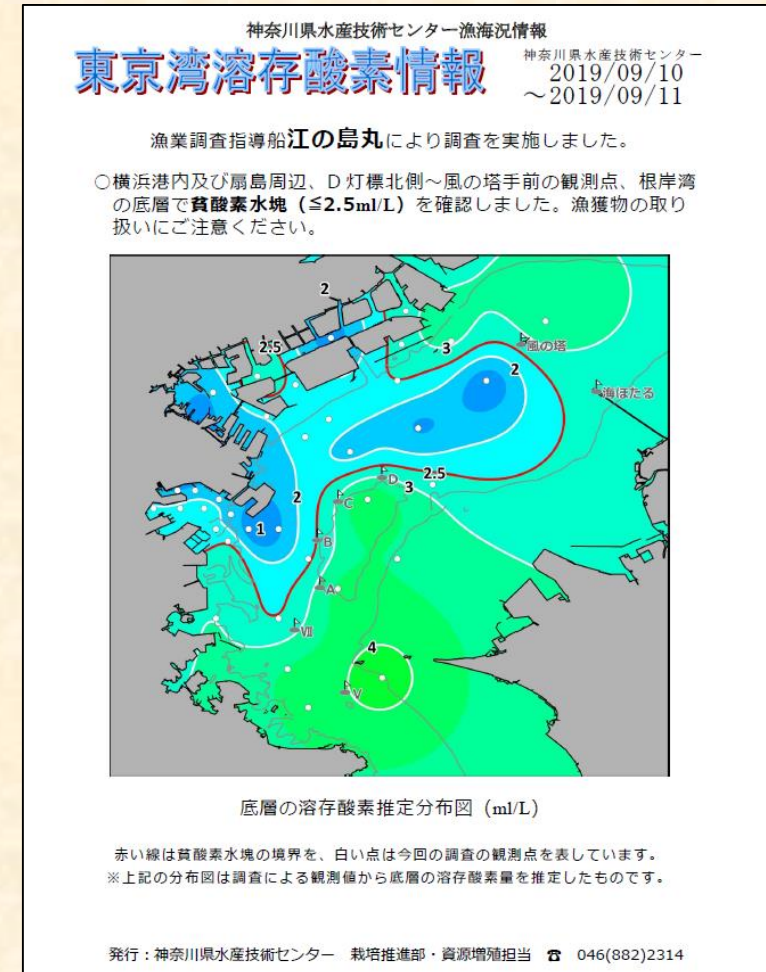 神奈川県水産技術センター漁海況情報
東京湾溶存酸素情報
神奈川県水産技術センター
2019/09/10
～2019/09/11
漁業調査指導船江の島丸により調査を実施しました。
○横浜港内及び扇島周辺、D灯標北側～風の塔手前の観測点、根岸湾
の底層で貧酸素水塊（≦2.5ml/L）を確認しました。漁獲物の取り
扱いにご注意ください。
2
2.5
3
風の塔
2
海ほたる
2.5
D
3
2
C
1
B
A
Ⅶ
4
V
底層の溶存酸素推定分布図（ml/L）
赤い線は貧酸素水塊の境界を、白い点は今回の調査の観測点を表しています。
※上記の分布図は調査による観測値から底層の溶存酸素量を推定したものです。
発行：神奈川県水産技術センター　栽培推進部・資源増殖担当　☎　046(882)2314